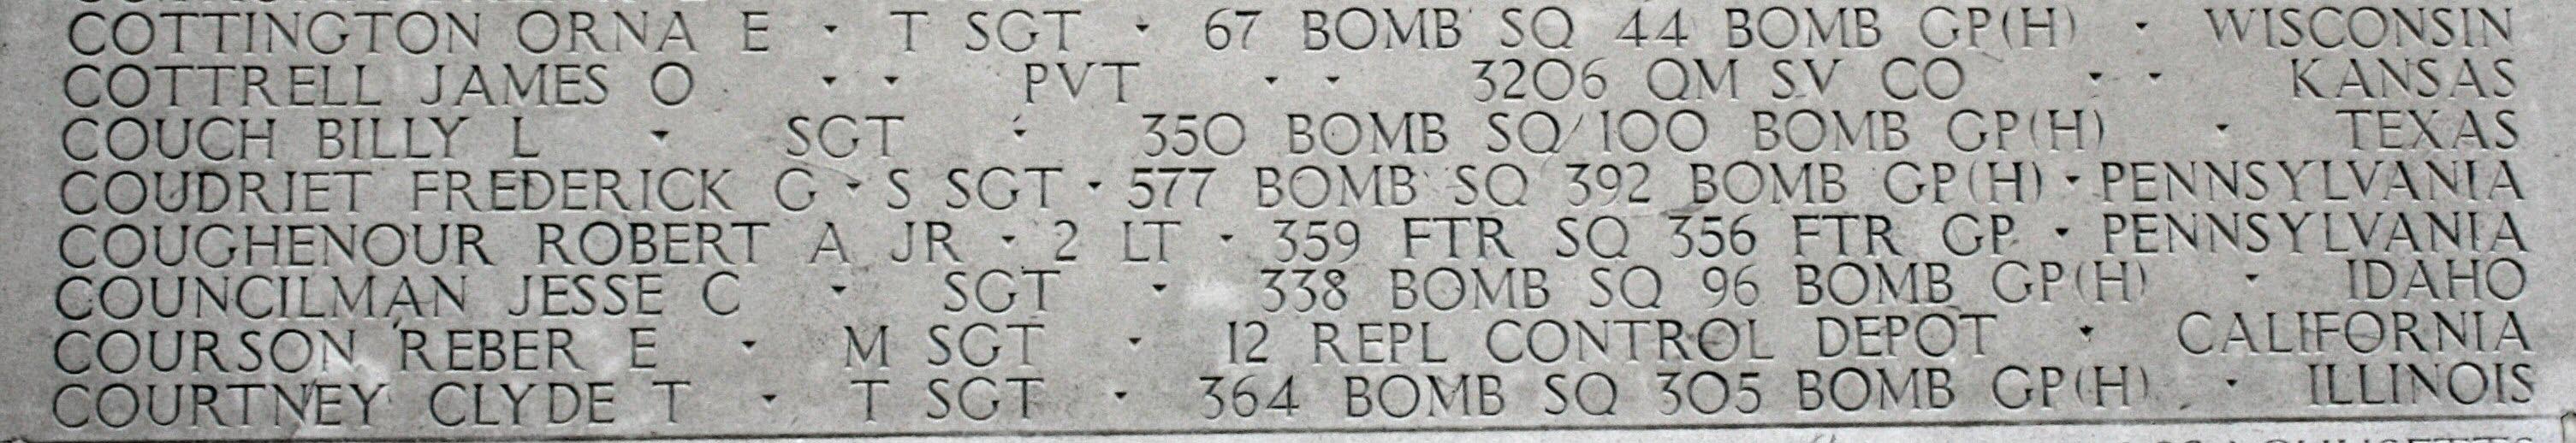 COTTINGTON ORNA E · T SGT · 67 BOMB SQ 44 BOMB GP(H) · WISCONSIN
COTTRELL JAMES O · · PVT · · 3206 QM SV CO · · KANSAS
COUCH BILLY L · SGT · 350 BOMB SQ/100 BOMB GP(H) · TEXAS
COUDRIET FREDERICK G · S SGT · 577 BOMB SQ 392 BOMB GP(H) · PENNSYLVANIA
COUGHENOUR ROBERT A JR · 2 LT · 359 FTR SQ 356 FTR GP · PENNSYLVANIA
COUNCILMAN JESSE C · SGT · 338 BOMB SQ 96 BOMB GP(H) · IDAHO
COURSON REBER E · M SGT · 12 REPL CONTROL DEPOT · CALIFORNIA
COURTNEY CLYDE T · T SGT · 364 BOMB SQ 305 BOMB GP(H) · ILLINOIS